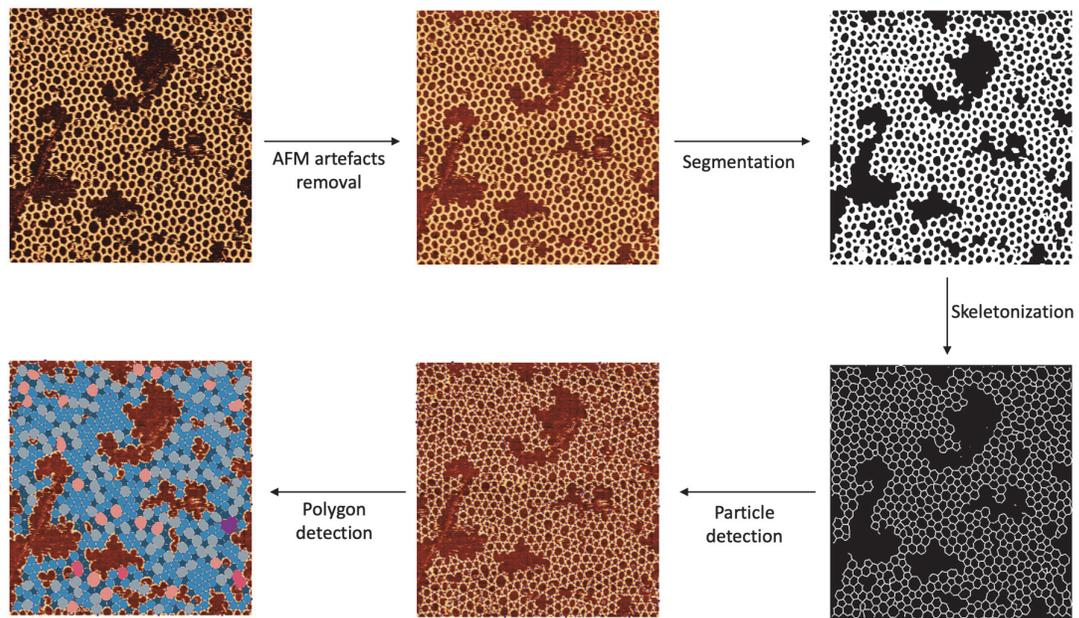 AFM artefacts
removal
Segmentation
Skeletonization
Particle
detection
Polygon
detection